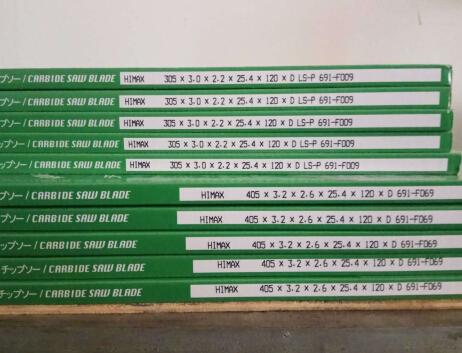 ップソー / CARBIDE SAW BLADE HIMAX 305 × 3.0 × 2.2 × 25.4 × 120 × D LS-P 691-F009
ップソー / CARBIDE SAW BLADE HIMAX 305 × 3.0 × 2.2 × 25.4 × 120 × D LS-P 691-F009
ップソー / CARBIDE SAW BLADE HIMAX 305 × 3.0 × 2.2 × 25.4 × 120 × D LS-P 691-F009
ップソー / CARBIDE SAW BLADE HIMAX 305 × 3.0 × 2.2 × 25.4 × 120 × D LS-P 691-F009
ップソー / CARBIDE SAW BLADE HIMAX 305 × 3.0 × 2.2 × 25.4 × 120 × D LS-P 691-F009
プソー / CARBIDE SAW BLADE HIMAX 405 × 3.2 × 2.6 × 25.4 × 120 × D 691-F069
プソー / CARBIDE SAW BLADE HIMAX 405 × 3.2 × 2.6 × 25.4 × 120 × D 691-F069
ップソー / CARBIDE SAW BLADE HIMAX 405 × 3.2 × 2.6 × 25.4 × 120 × D 691-F069
チップソー / CARBIDE SAW BLADE HIMAX 405 × 3.2 × 2.6 × 25.4 × 120 × D 691-F069
チップソー / CARBIDE SAW BLADE HIMAX 405 × 3.2 × 2.6 × 25.4 × 120 × D 691-F069